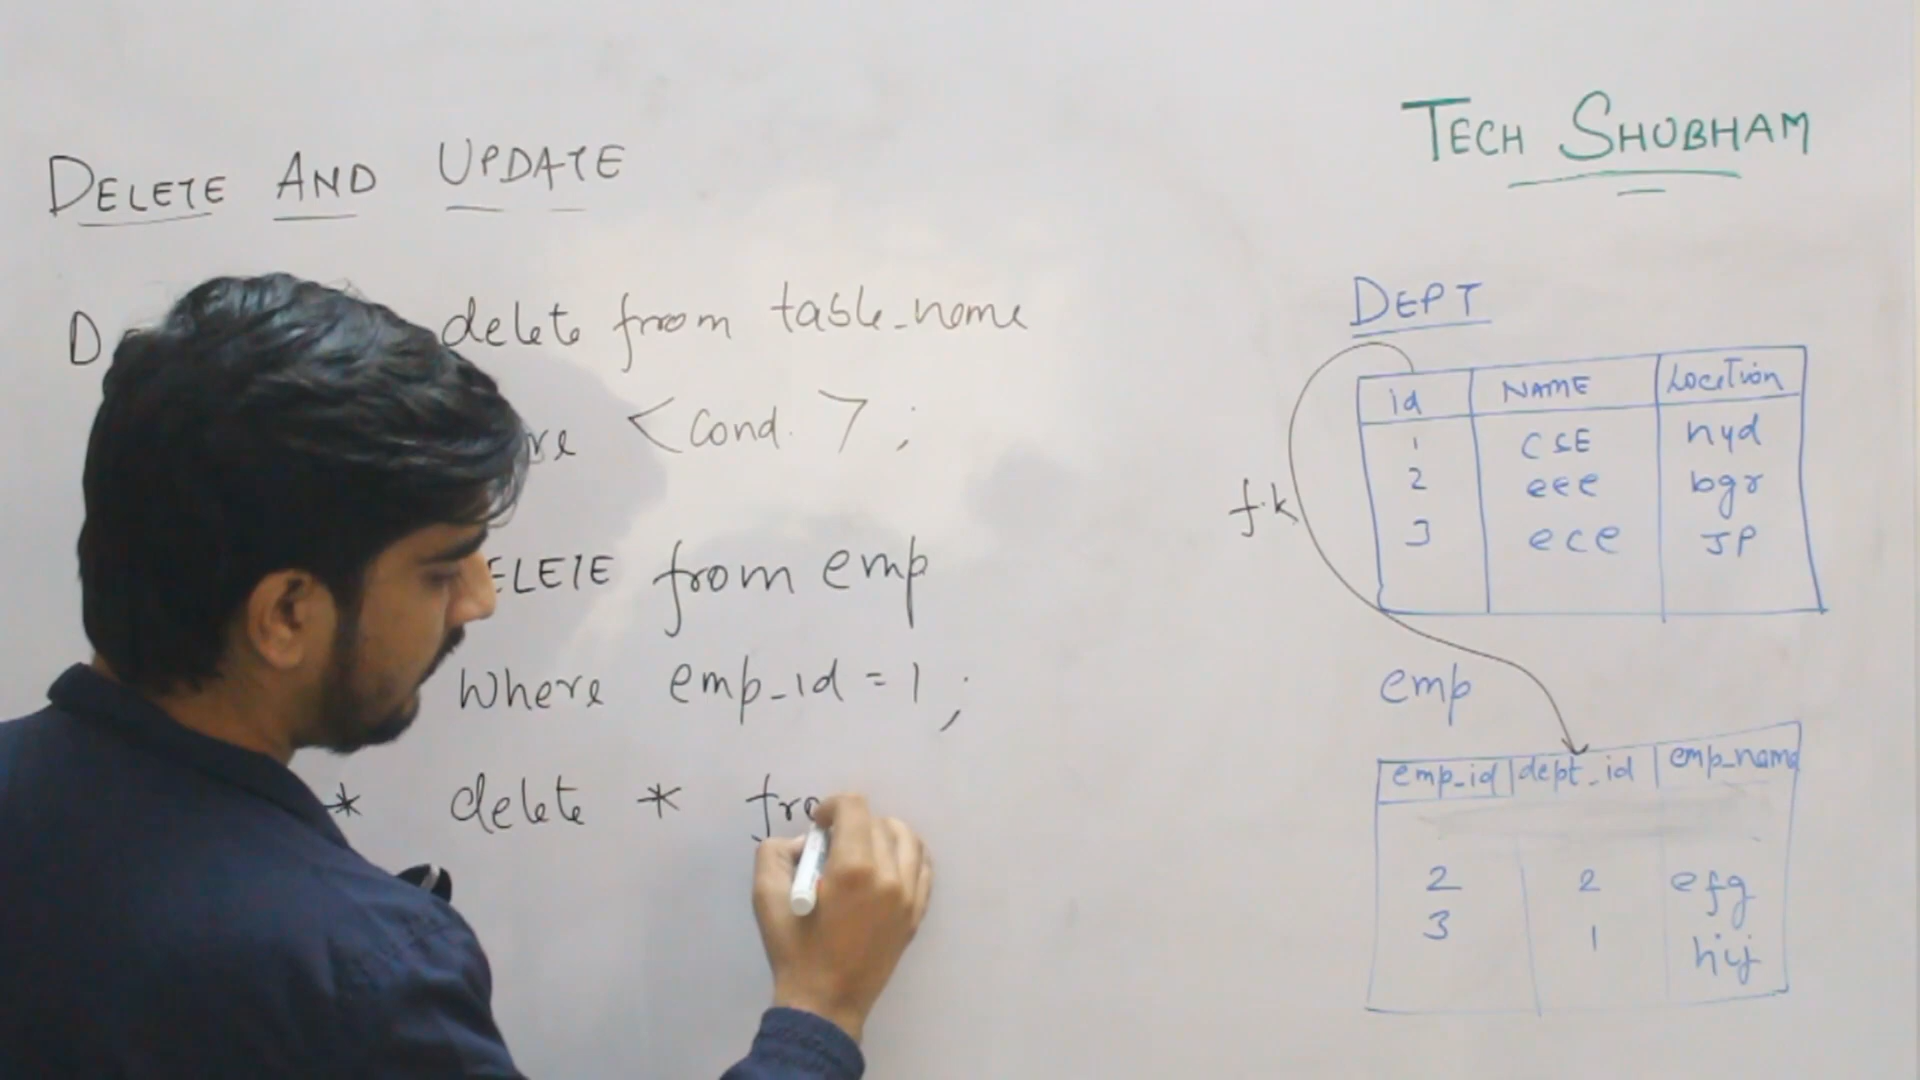 TECH SHUBHAM
DELETE AND UPDATE
delete from table_name
<Cond.> ;
ELETE from emp
Where emp_id = 1 ;
* delete *
DEPT
id NAME Location
1 CSE hyd
2 eee bgr
3 ece JP
f.k
emp
emp_id dept_id emp_name
2 2 efg
3 1 hij